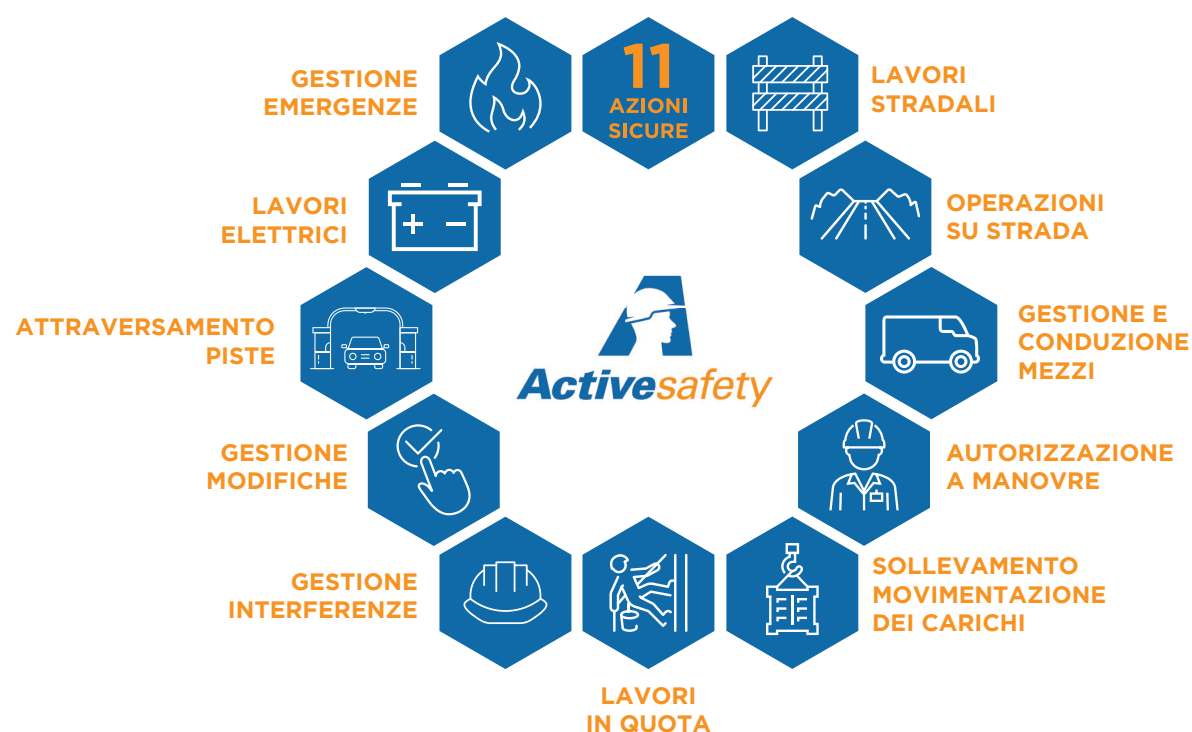 11
AZIONI
SICURE
LAVORI
STRADALI
OPERAZIONI
SU STRADA
GESTIONE E
CONDUZIONE
MEZZI
AUTORIZZAZIONE
A MANOVRE
SOLLEVAMENTO
MOVIMENTAZIONE
DEI CARICHI
LAVORI
IN QUOTA
GESTIONE
INTERFERENZE
GESTIONE
MODIFICHE
ATTRAVERSAMENTO
PISTE
LAVORI
ELETTRICI
GESTIONE
EMERGENZE
Activesafety